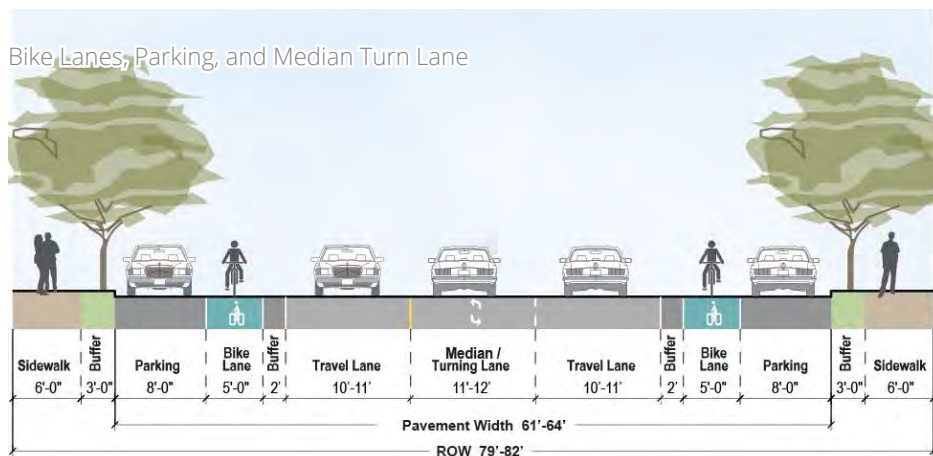 Bike Lanes, Parking, and Median Turn Lane
Sidewalk
6'-0"
Buffer
3'-0"
Parking
8'-0"
Bike
Lane
5'-0"
Buffer
2'
Travel Lane
10'-11'
Median /
Turning Lane
11'-12'
Travel Lane
10'-11'
Buffer
2'
Bike
Lane
5'-0"
Parking
8'-0"
Buffer
3'-0"
Sidewalk
6'-0"
Pavement Width 61'-64'
ROW 79'-82'